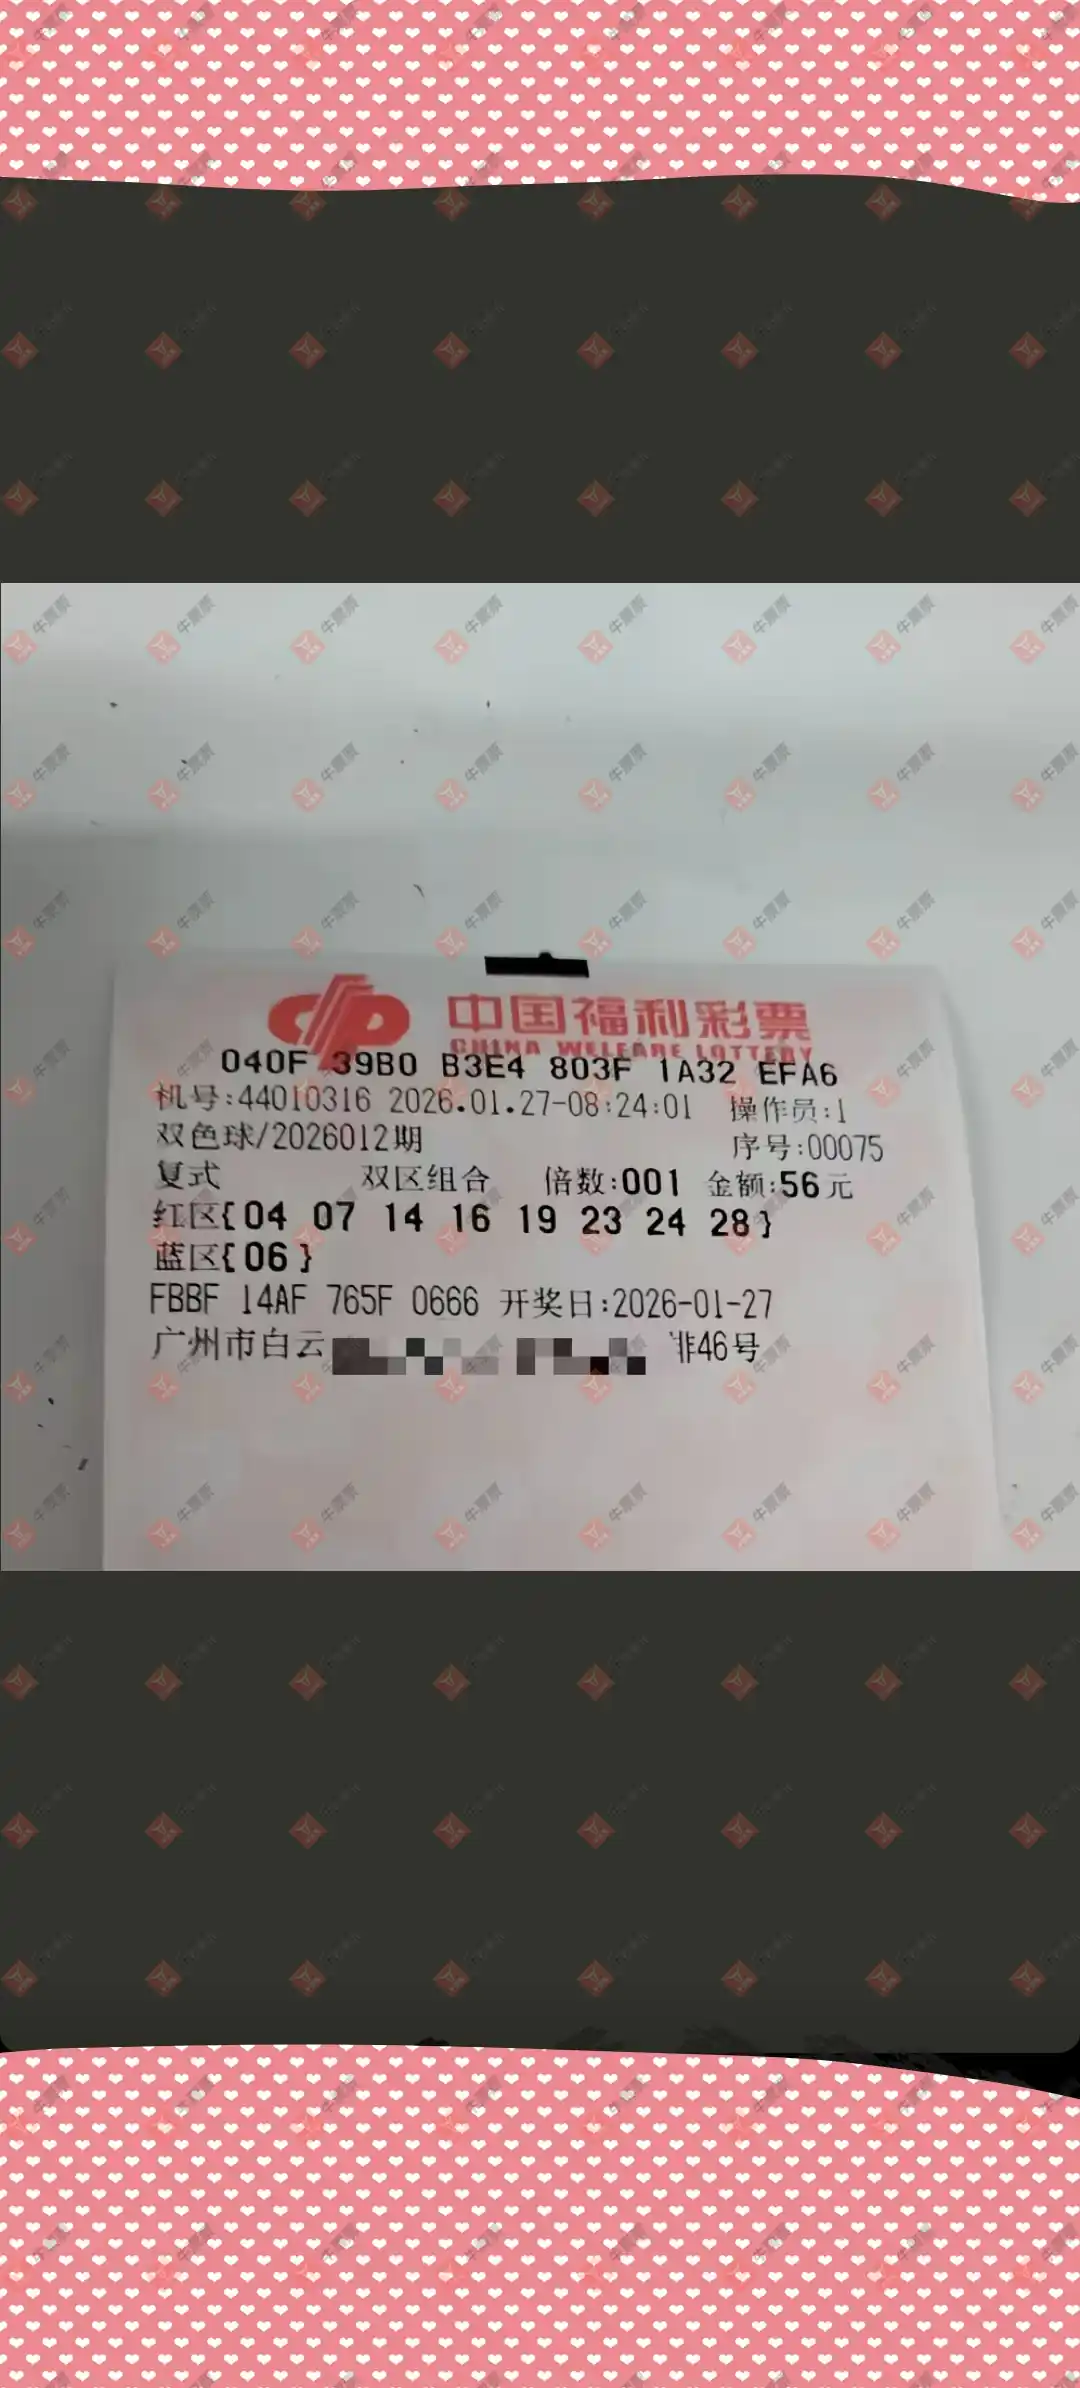 中国福利彩票
CHINA WELFARE LOTTERY
040F 39B0 B3E4 803F 1A32 EFA6
机号:44010316 2026.01.27-08:24:01 操作员:1
双色球/2026012期 序号:00075
复式 双区组合 倍数:001 金额:56元
红区{04 07 14 16 19 23 24 28}
蓝区{06}
FBBF 14AF 765F 0666 开奖日:2026-01-27
广州市白云 46号
牛票票